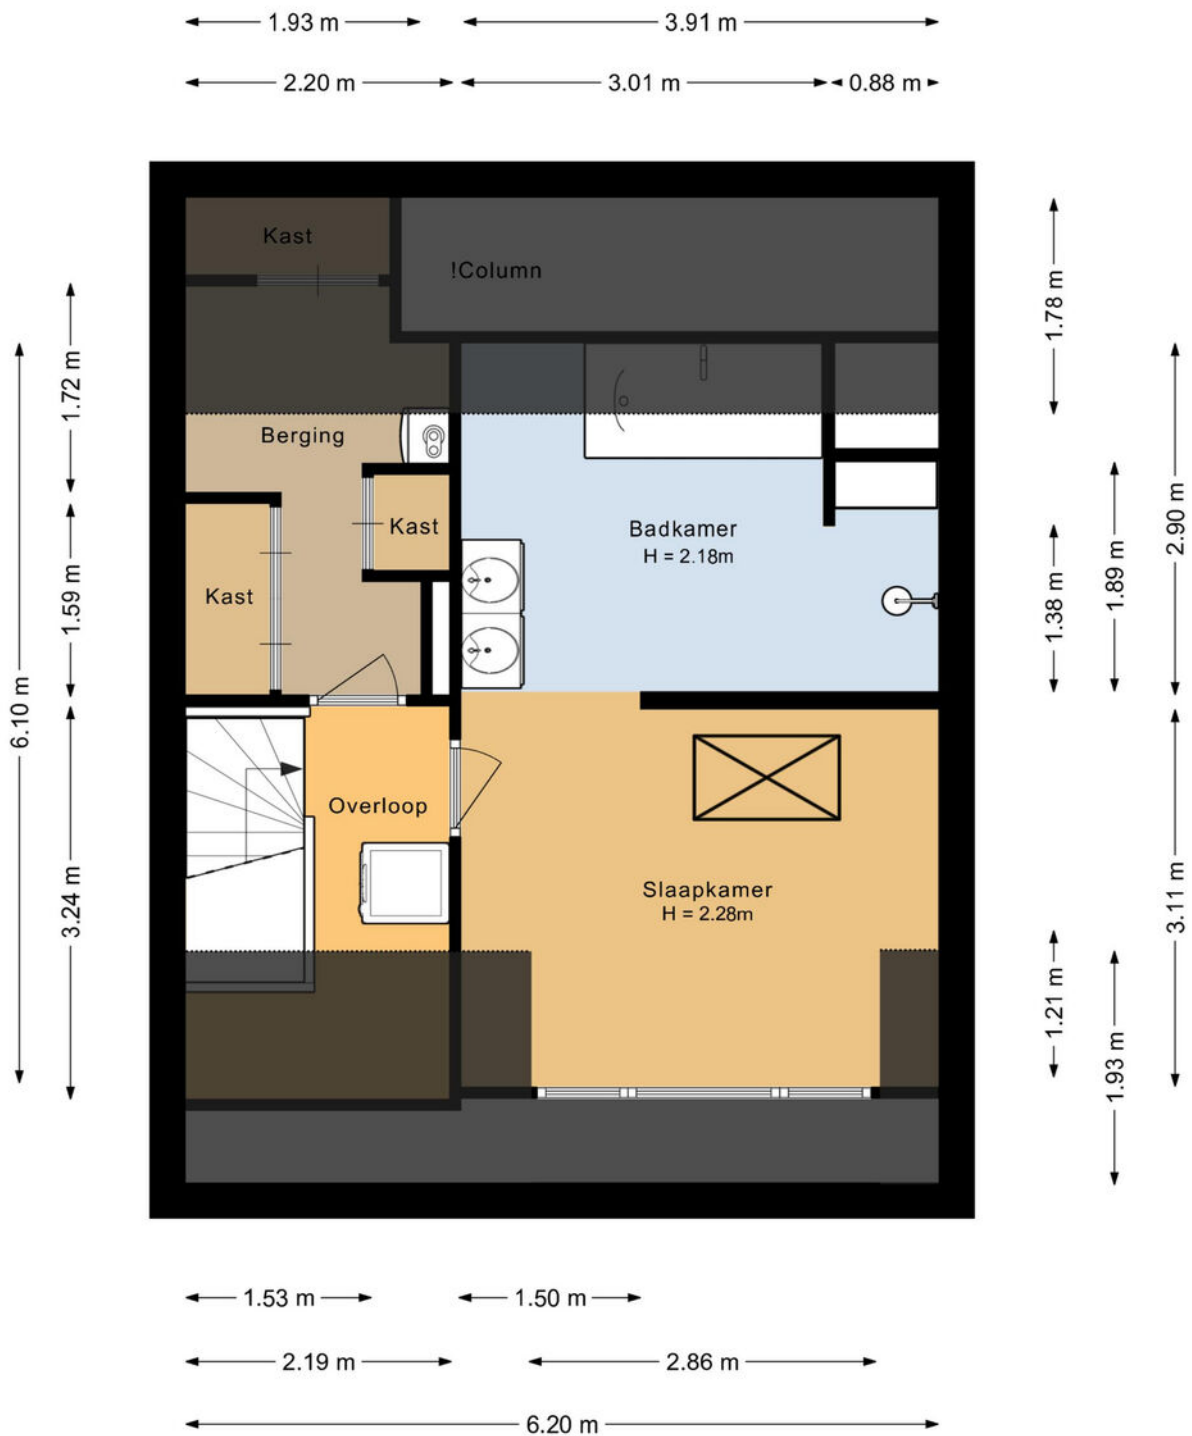 1.93 m
3.91 m
2.20 m
3.01 m
0.88 m
Kast
!Column
1.78 m
1.72 m
Berging
2.90 m
Kast
Badkamer
H = 2.18m
1.59 m
Kast
1.38 m
1.89 m
6.10 m
Overloop
Slaapkamer
H = 2.28m
3.24 m
3.11 m
1.21 m
1.93 m
1.53 m
1.50 m
2.19 m
2.86 m
6.20 m